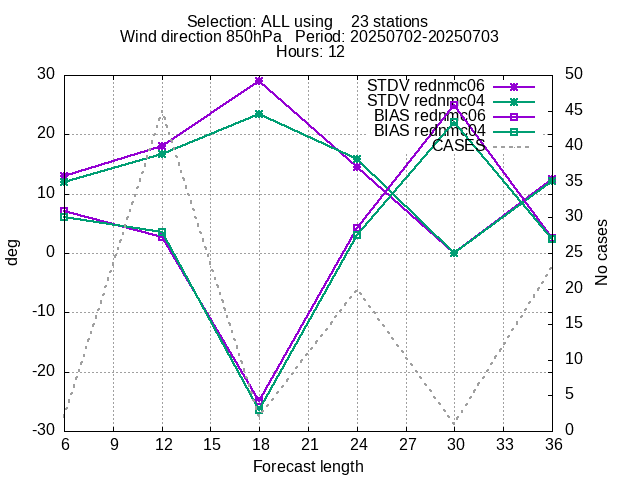 Selection: ALL using 23 stations
Wind direction 850hPa Period: 20250702-20250703
Hours: 12
STDV rednmc06
STDV rednmc04
BIAS rednmc06
BIAS rednmc04
CASES
30
20
10
0
-10
-20
-30
deg
50
45
40
35
30
25
20
15
10
5
0
No cases
6 9 12 15 18 21 24 27 30 33 36
Forecast length